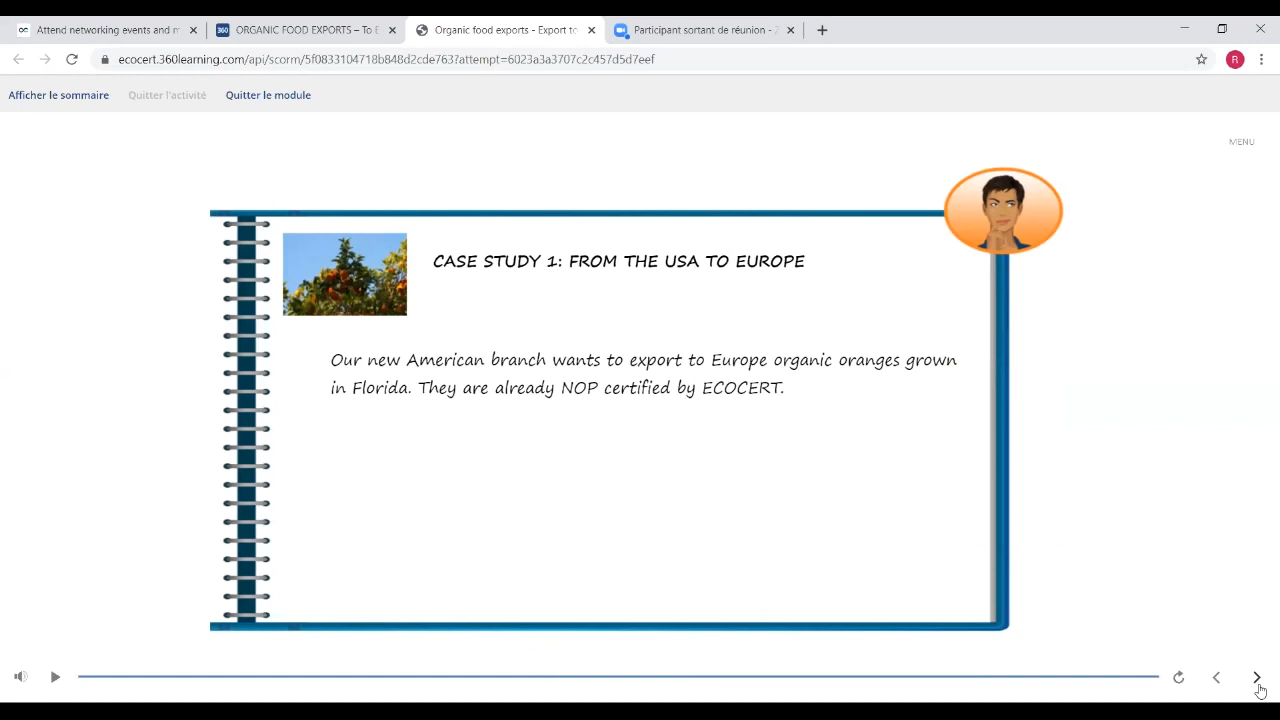 Attend networking events and m
360 ORGANIC FOOD EXPORTS – To E
Organic food exports - Export to
Participant sortant de réunion - Z
ecocert.360learning.com/api/scorm/5f0833104718b848d2cde763?attempt=6023a3a3707c2c457d5d7eef
R
Afficher le sommaire Quitter l'activité Quitter le module
MENU
CASE STUDY 1: FROM THE USA TO EUROPE
Our new American branch wants to export to Europe organic oranges grown
in Florida. They are already NOP certified by ECOCERT.